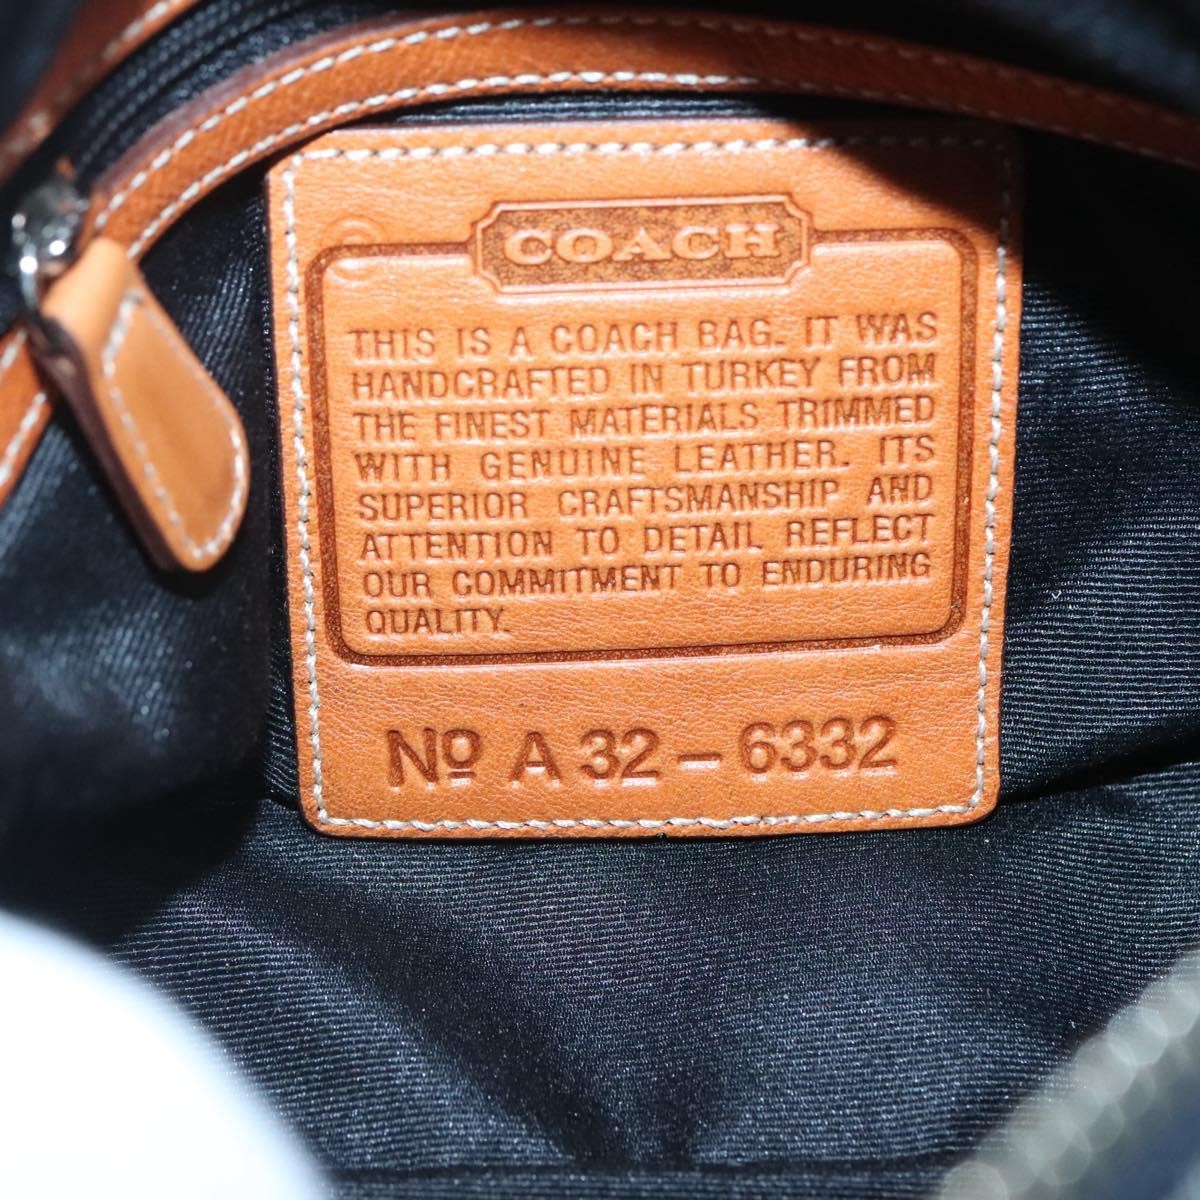 COACH
THIS IS A COACH BAG. IT WAS
HANDCRAFTED IN TURKEY FROM
THE FINEST MATERIALS TRIMMED
WITH GENUINE LEATHER. ITS
SUPERIOR CRAFTSMANSHIP AND
ATTENTION TO DETAIL REFLECT
OUR COMMITMENT TO ENDURING
QUALITY.
Nº A32-6332